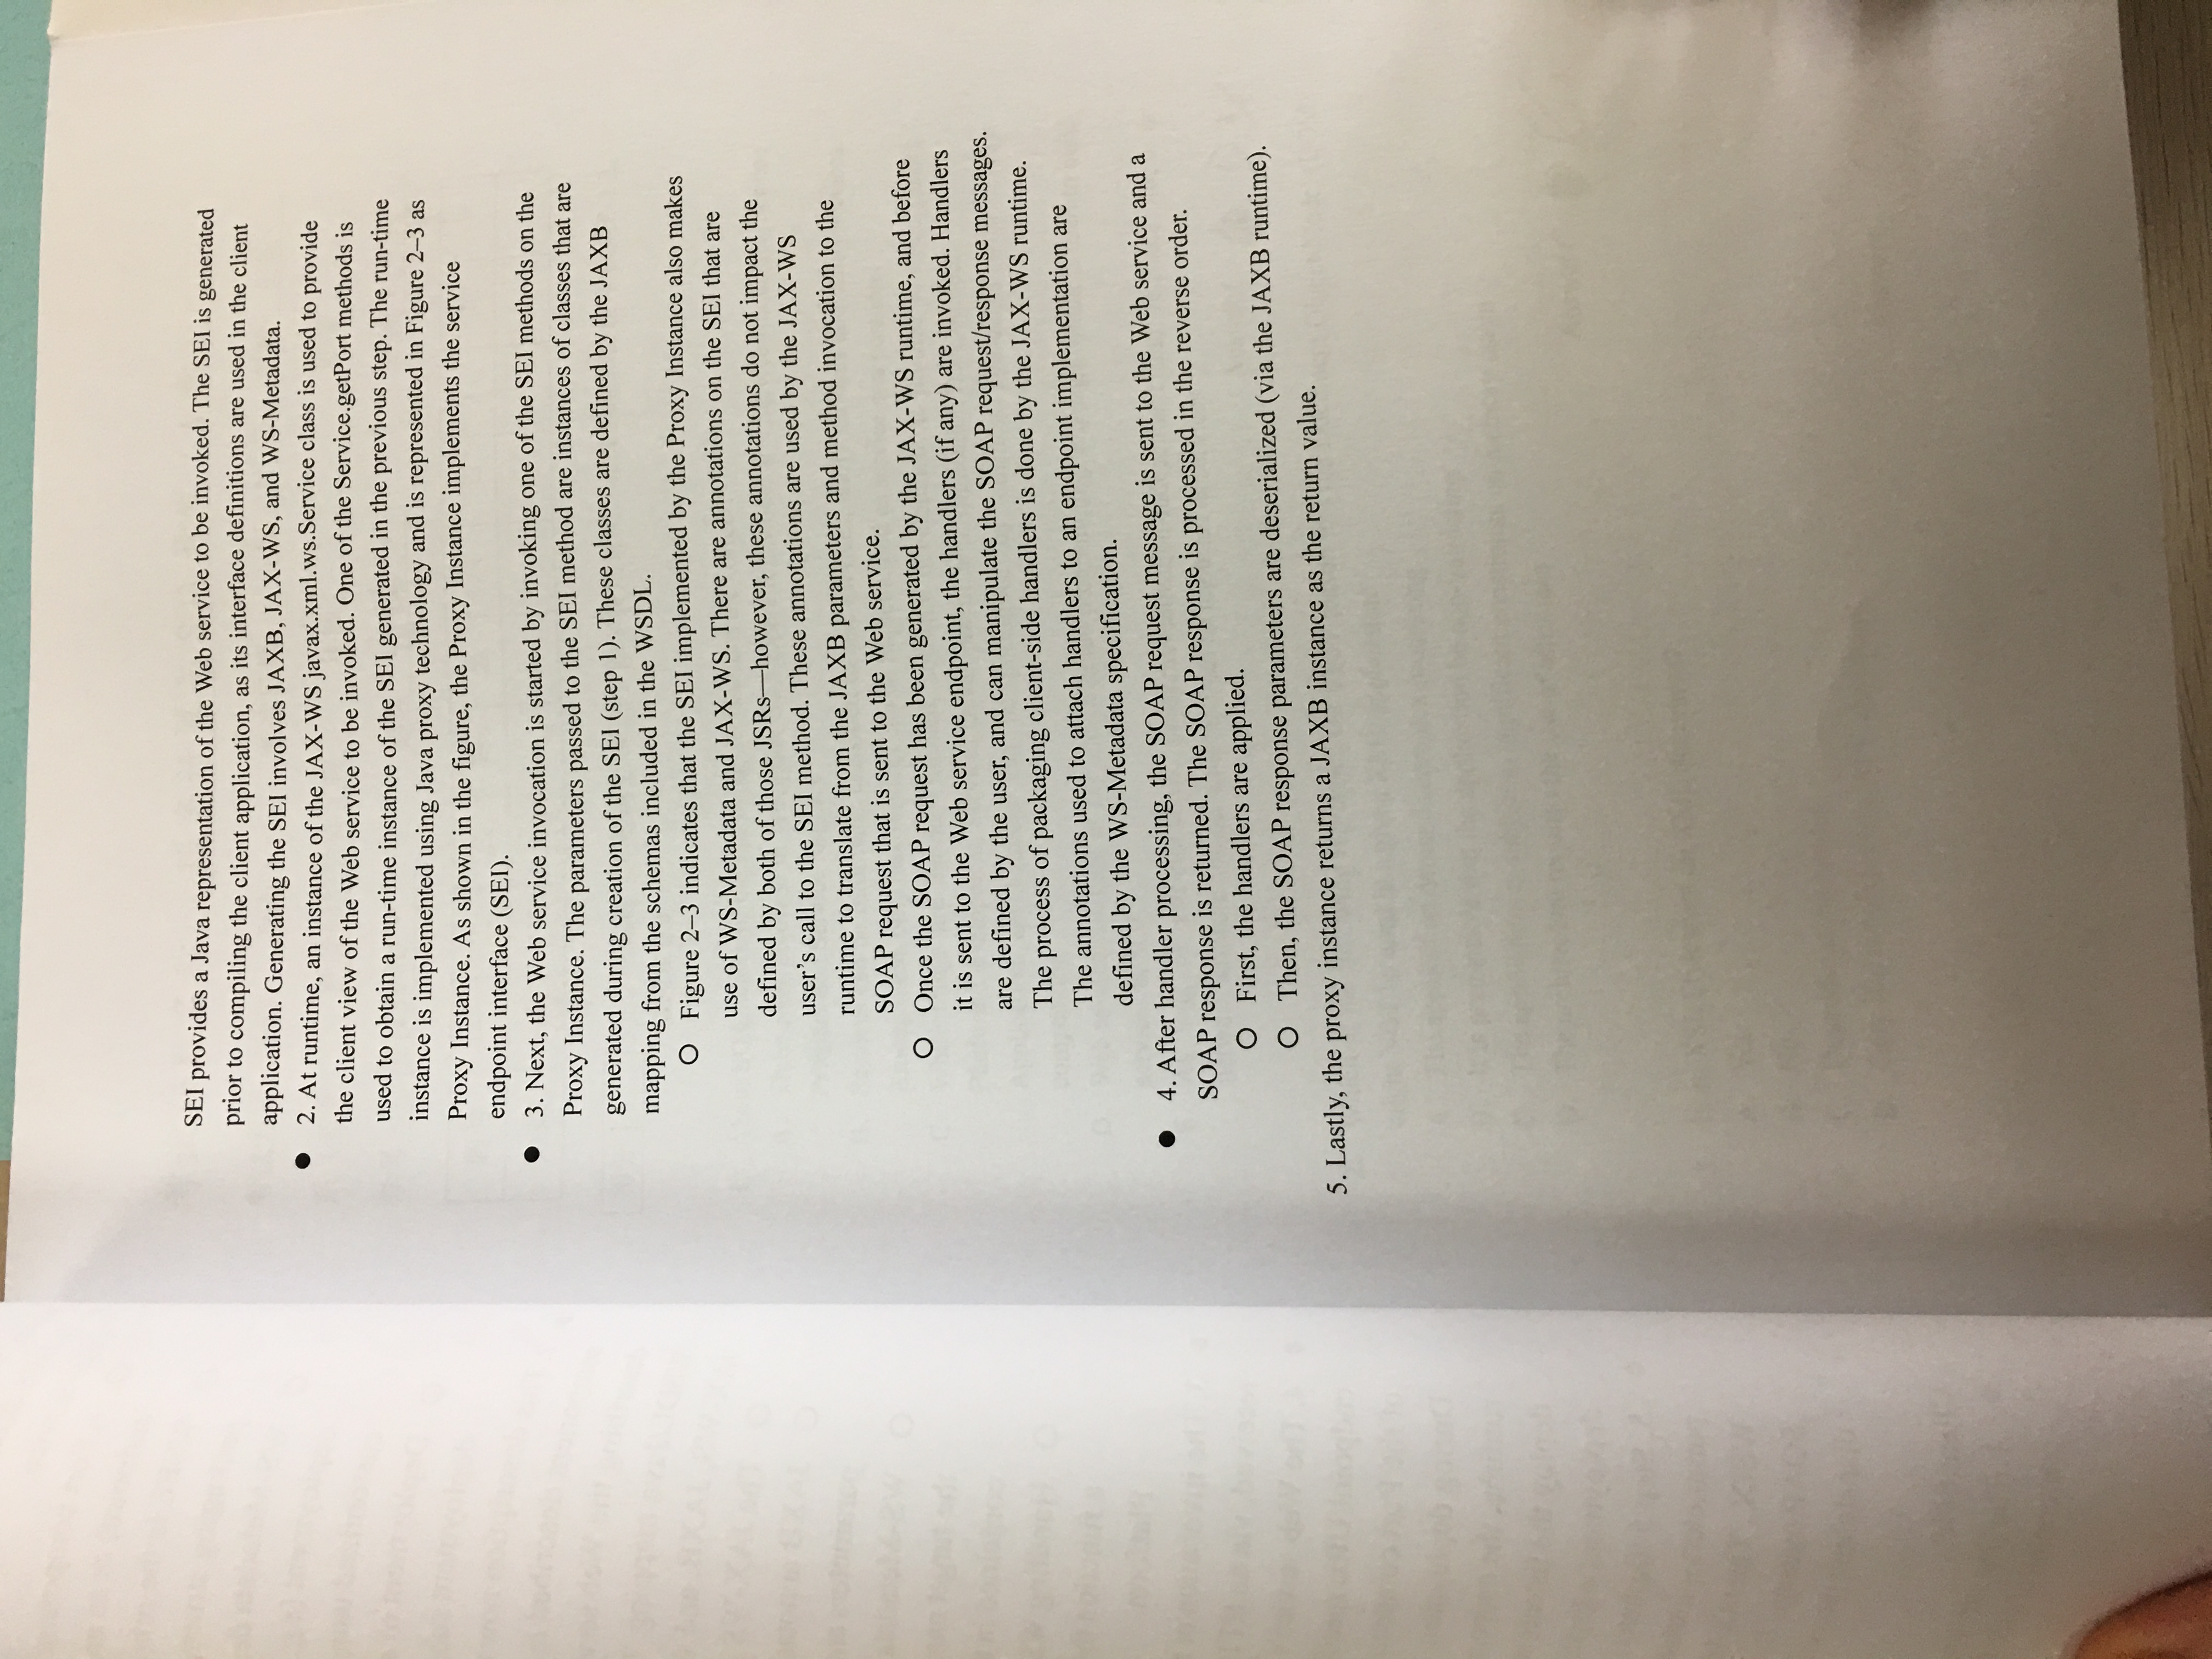 SEI provides a Java representation of the Web service to be invoked. The SEI is generated
prior to compiling the client application, as its interface definitions are used in the client
application. Generating the SEI involves JAXB, JAX-WS, and WS-Metadata.
● 2. At runtime, an instance of the JAX-WS javax.xml.ws.Service class is used to provide
the client view of the Web service to be invoked. One of the Service.getPort methods is
used to obtain a run-time instance of the SEI generated in the previous step. The run-time
instance is implemented using Java proxy technology and is represented in Figure 2–3 as
Proxy Instance. As shown in the figure, the Proxy Instance implements the service
endpoint interface (SEI).
● 3. Next, the Web service invocation is started by invoking one of the SEI methods on the
Proxy Instance. The parameters passed to the SEI method are instances of classes that are
generated during creation of the SEI (step 1). These classes are defined by the JAXB
mapping from the schemas included in the WSDL.
○ Figure 2–3 indicates that the SEI implemented by the Proxy Instance also makes
use of WS-Metadata and JAX-WS. There are annotations on the SEI that are
defined by both of those JSRs—however, these annotations do not impact the
user's call to the SEI method. These annotations are used by the JAX-WS
runtime to translate from the JAXB parameters and method invocation to the
SOAP request that is sent to the Web service.
○ Once the SOAP request has been generated by the JAX-WS runtime, and before
it is sent to the Web service endpoint, the handlers (if any) are invoked. Handlers
are defined by the user, and can manipulate the SOAP request/response messages.
The process of packaging client-side handlers is done by the JAX-WS runtime.
The annotations used to attach handlers to an endpoint implementation are
defined by the WS-Metadata specification.
● 4. After handler processing, the SOAP request message is sent to the Web service and a
SOAP response is returned. The SOAP response is processed in the reverse order.
○ First, the handlers are applied.
○ Then, the SOAP response parameters are deserialized (via the JAXB runtime).
5. Lastly, the proxy instance returns a JAXB instance as the return value.